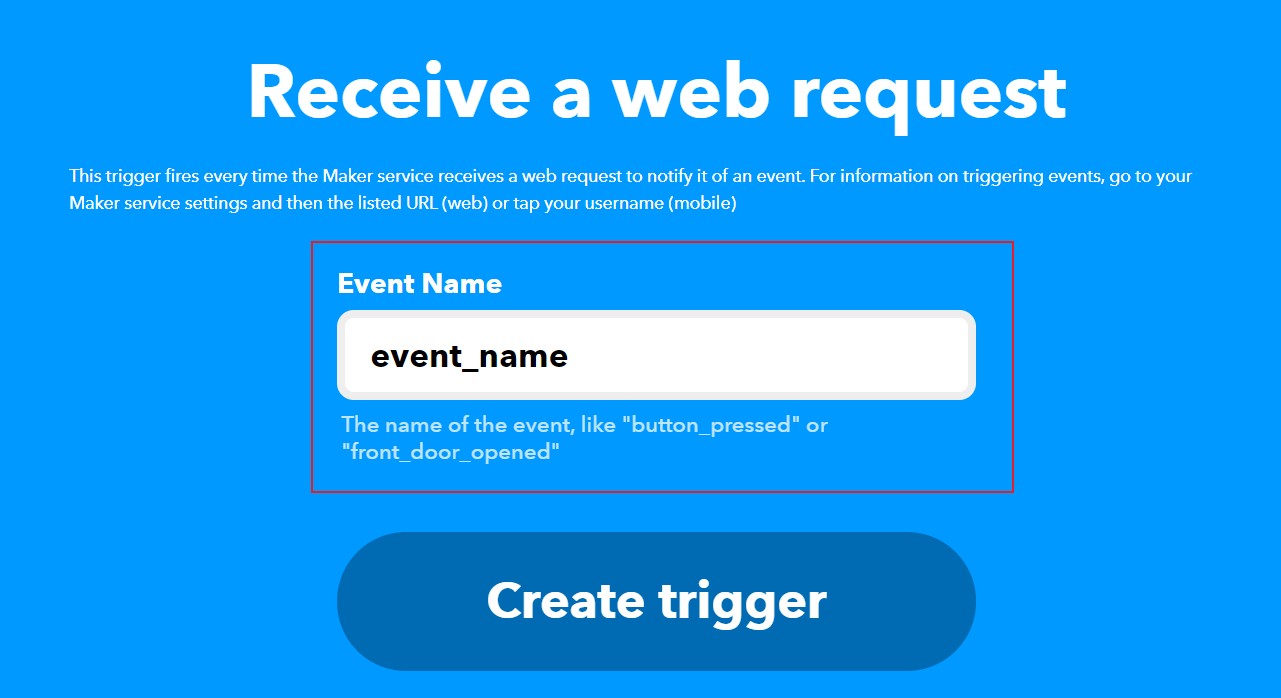 Receive a web request
This trigger fires every time the Maker service receives a web request to notify it of an event. For information on triggering events, go to your
Maker service settings and then the listed URL (web) or tap your username (mobile)
Event Name
event_name
The name of the event, like "button_pressed" or
"front_door_opened"
Create trigger